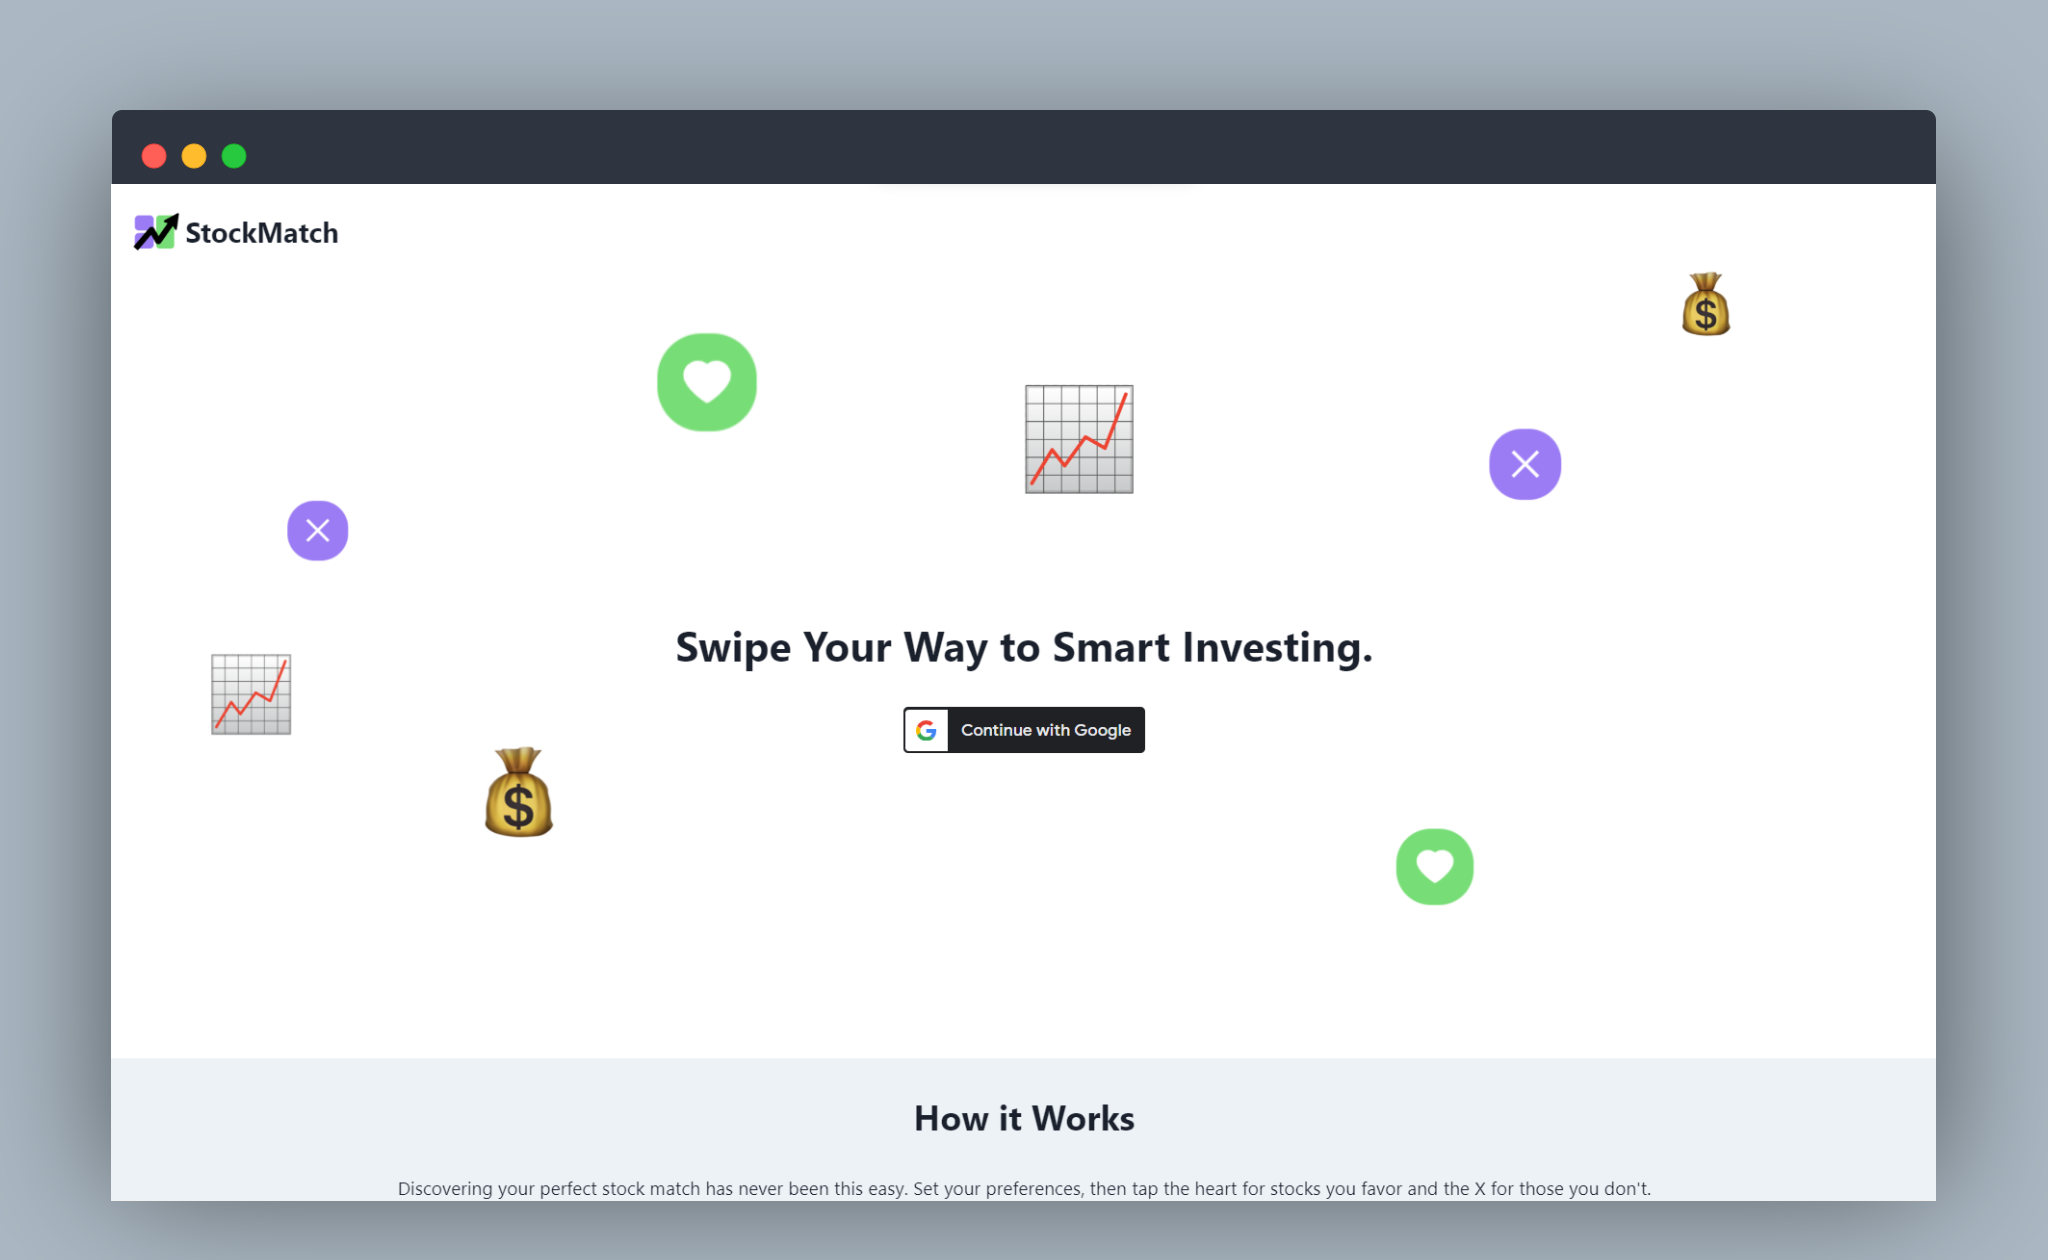 StockMatch
$
Swipe Your Way to Smart Investing.
Continue with Google
$
How it Works
Discovering your perfect stock match has never been this easy. Set your preferences, then tap the heart for stocks you favor and the X for those you don't.